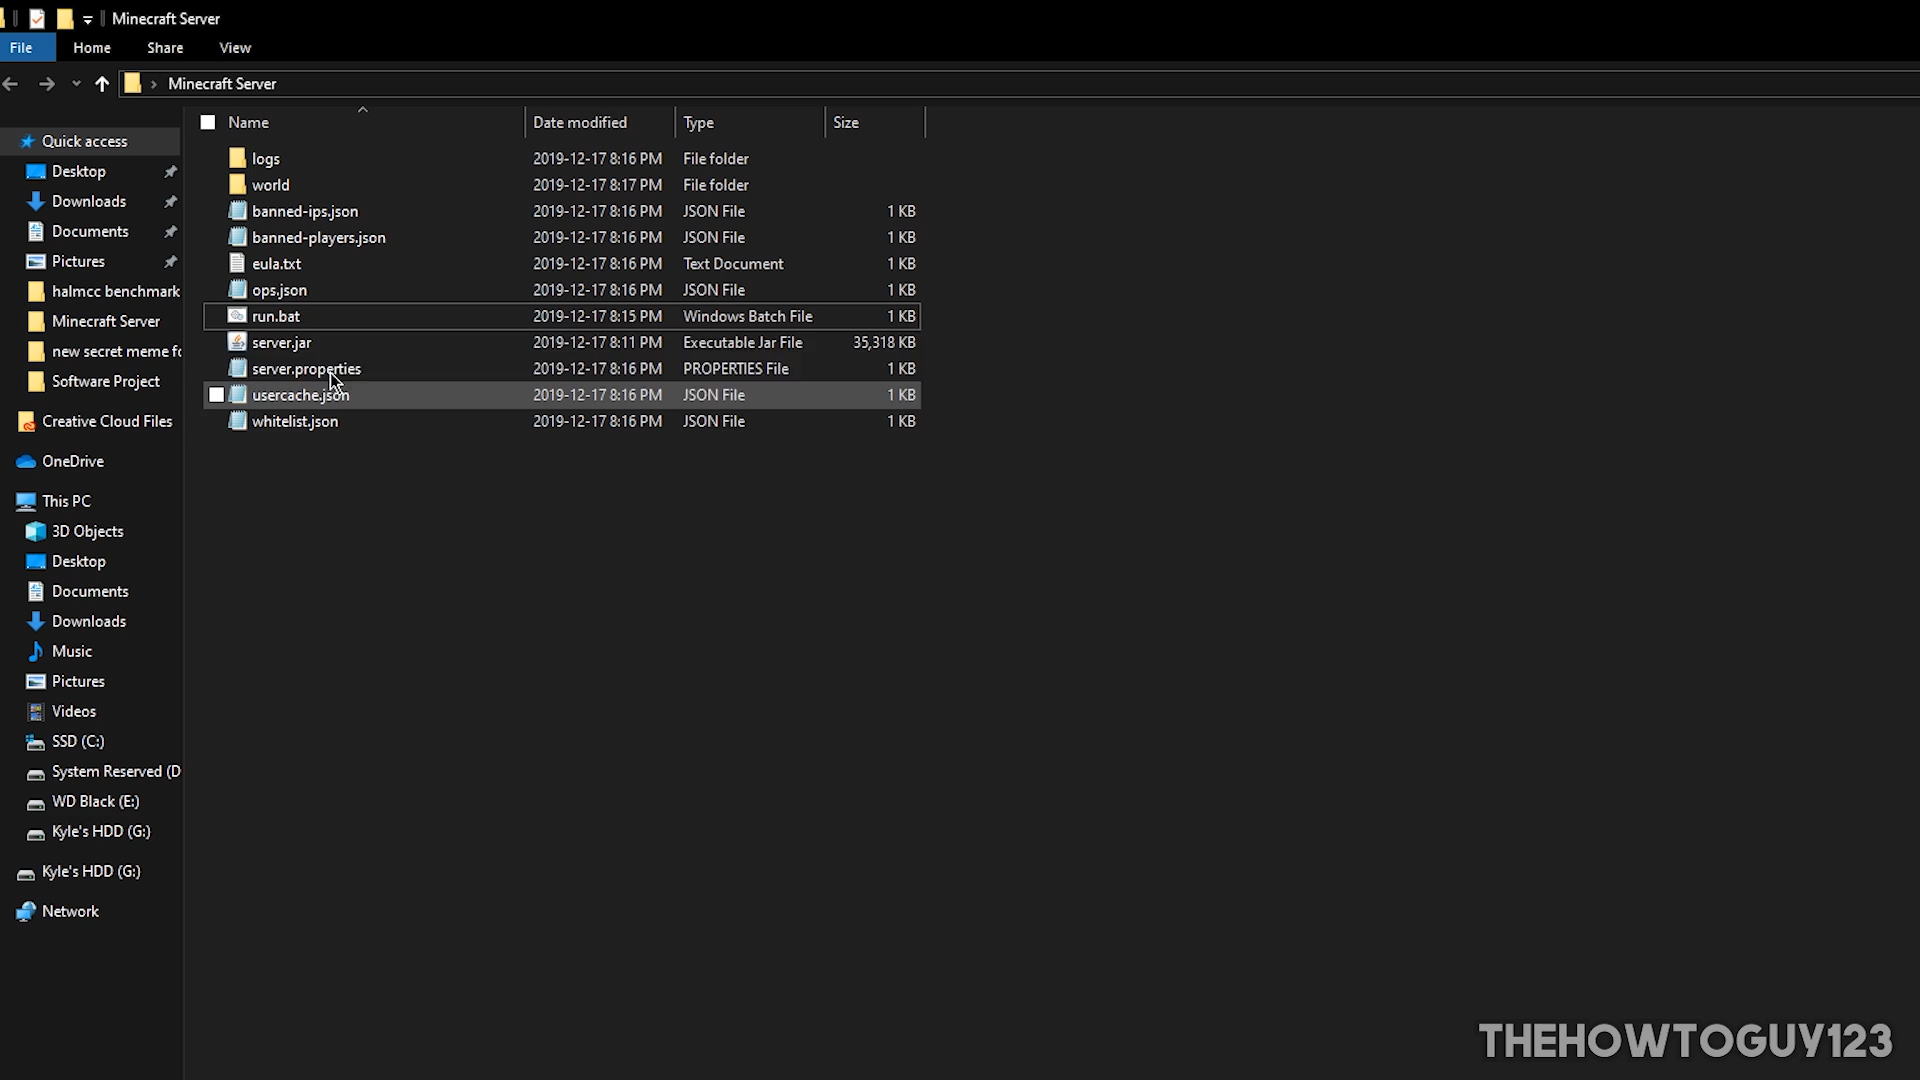 Minecraft Server
File Home Share View
Minecraft Server
Name Date modified Type Size
logs 2019-12-17 8:16 PM File folder
world 2019-12-17 8:17 PM File folder
banned-ips.json 2019-12-17 8:16 PM JSON File 1 KB
banned-players.json 2019-12-17 8:16 PM JSON File 1 KB
eula.txt 2019-12-17 8:16 PM Text Document 1 KB
ops.json 2019-12-17 8:16 PM JSON File 1 KB
run.bat 2019-12-17 8:15 PM Windows Batch File 1 KB
server.jar 2019-12-17 8:11 PM Executable Jar File 35,318 KB
server.properties 2019-12-17 8:16 PM PROPERTIES File 1 KB
usercache.json 2019-12-17 8:16 PM JSON File 1 KB
whitelist.json 2019-12-17 8:16 PM JSON File 1 KB
Quick access
Desktop
Downloads
Documents
Pictures
halmcc benchmark
Minecraft Server
new secret meme fo
Software Project
Creative Cloud Files
OneDrive
This PC
3D Objects
Desktop
Documents
Downloads
Music
Pictures
Videos
SSD (C:)
System Reserved (D
WD Black (E:)
Kyle's HDD (G:)
Kyle's HDD (G:)
Network
THEHOWTOGUY123